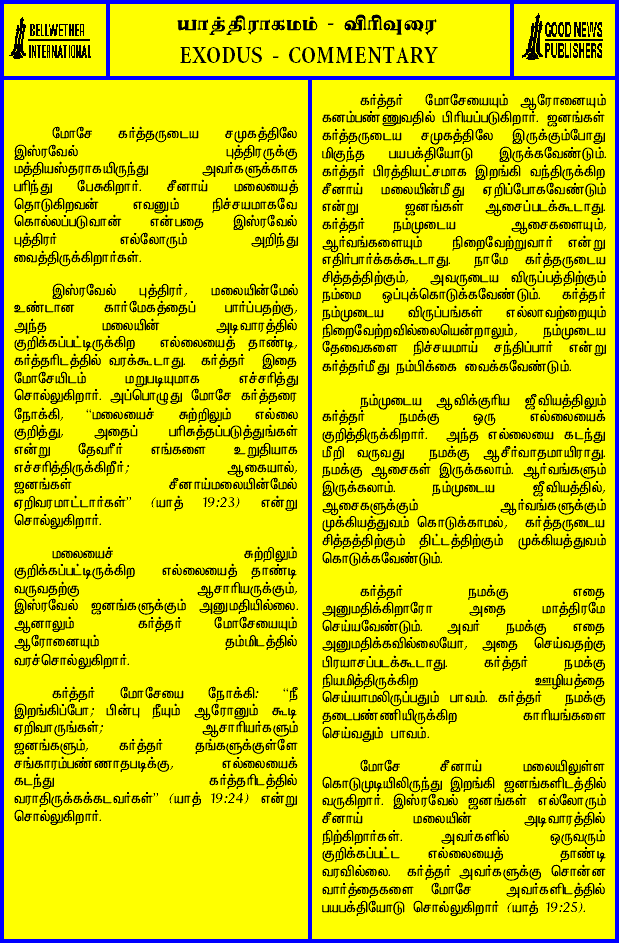 BELLWETHER
INTERNATIONAL
யாத்திராகமம் - விரிவுரை
EXODUS - COMMENTARY
GOOD NEWS
PUBLISHERS
மோசே கர்த்தருடைய சமுகத்திலே
இஸ்ரவேல் புத்திரருக்கு
மத்தியஸ்தராகயிருந்து அவர்களுக்காக
பரிந்து பேசுகிறார். சீனாய் மலையைத்
தொடுகிறவன் எவனும் நிச்சயமாகவே
கொல்லப்படுவான் என்பதை இஸ்ரவேல்
புத்திரர் எல்லோரும் அறிந்து
வைத்திருக்கிறார்கள்.
இஸ்ரவேல் புத்திரர், மலையின்மேல்
உண்டான கார்மேகத்தைப் பார்ப்பதற்கு,
அந்த மலையின் அடிவாரத்தில்
குறிக்கப்பட்டிருக்கிற எல்லையைத் தாண்டி,
கர்த்தரிடத்தில் வரக்கூடாது. கர்த்தர் இதை
மோசேயிடம் மறுபடியுமாக எச்சரித்து
சொல்லுகிறார். அப்பொழுது மோசே கர்த்தரை
நோக்கி, “மலையைச் சுற்றிலும் எல்லை
குறித்து, அதைப் பரிசுத்தப்படுத்துங்கள்
என்று தேவரீர் எங்களை உறுதியாக
எச்சரித்திருக்கிறீர்; ஆகையால்,
ஜனங்கள் சீனாய்மலையின்மேல்
ஏறிவரமாட்டார்கள்” (யாத் 19:23) என்று
சொல்லுகிறார்.
மலையைச் சுற்றிலும்
குறிக்கப்பட்டிருக்கிற எல்லையைத் தாண்டி
வருவதற்கு ஆசாரியருக்கும்,
இஸ்ரவேல் ஜனங்களுக்கும் அனுமதியில்லை.
ஆனாலும் கர்த்தர் மோசேயையும்
ஆரோனையும் தம்மிடத்தில்
வரச்சொல்லுகிறார்.
கர்த்தர் மோசேயை நோக்கி: “நீ
இறங்கிப்போ; பின்பு நீயும் ஆரோனும் கூடி
ஏறிவாருங்கள்; ஆசாரியர்களும்
ஜனங்களும், கர்த்தர் தங்களுக்குள்ளே
சங்காரம்பண்ணாதபடிக்கு, எல்லையைக்
கடந்து கர்த்தரிடத்தில்
வராதிருக்கக்கடவர்கள்” (யாத் 19:24) என்று
சொல்லுகிறார்.
கர்த்தர் மோசேயையும் ஆரோனையும்
கனம்பண்ணுவதில் பிரியப்படுகிறார். ஜனங்கள்
கர்த்தருடைய சமுகத்திலே இருக்கும்போது
மிகுந்த பயபக்தியோடு இருக்கவேண்டும்.
கர்த்தர் பிரத்தியட்சமாக இறங்கி வந்திருக்கிற
சீனாய் மலையின்மீது ஏறிப்போகவேண்டும்
என்று ஜனங்கள் ஆசைப்படக்கூடாது.
கர்த்தர் நம்முடைய ஆசைகளையும்,
ஆர்வங்களையும் நிறைவேற்றுவார் என்று
எதிர்பார்க்கக்கூடாது. நாமே கர்த்தருடைய
சித்தத்திற்கும், அவருடைய விருப்பத்திற்கும்
நம்மை ஒப்புக்கொடுக்கவேண்டும். கர்த்தர்
நம்முடைய விருப்பங்கள் எல்லாவற்றையும்
நிறைவேற்றவில்லையென்றாலும், நம்முடைய
தேவைகளை நிச்சயமாய் சந்திப்பார் என்று
கர்த்தர்மீது நம்பிக்கை வைக்கவேண்டும்.
நம்முடைய ஆவிக்குரிய ஜீவியத்திலும்
கர்த்தர் நமக்கு ஒரு எல்லையைக்
குறித்திருக்கிறார். அந்த எல்லையை கடந்து
மீறி வருவது நமக்கு ஆசீர்வாதமாயிராது.
நமக்கு ஆசைகள் இருக்கலாம். ஆர்வங்களும்
இருக்கலாம். நம்முடைய ஜீவியத்தில்,
ஆசைகளுக்கும் ஆர்வங்களுக்கும்
முக்கியத்துவம் கொடுக்காமல், கர்த்தருடைய
சித்தத்திற்கும் திட்டத்திற்கும் முக்கியத்துவம்
கொடுக்கவேண்டும்.
கர்த்தர் நமக்கு எதை
அனுமதிக்கிறாரோ அதை மாத்திரமே
செய்யவேண்டும். அவர் நமக்கு எதை
அனுமதிக்கவில்லையோ, அதை செய்வதற்கு
பிரயாசப்படக்கூடாது. கர்த்தர் நமக்கு
நியமித்திருக்கிற ஊழியத்தை
செய்யாமலிருப்பதும் பாவம். கர்த்தர் நமக்கு
தடைபண்ணியிருக்கிற காரியங்களை
செய்வதும் பாவம்.
மோசே சீனாய் மலையிலுள்ள
கொடுமுடியிலிருந்து இறங்கி ஜனங்களிடத்தில்
வருகிறார். இஸ்ரவேல் ஜனங்கள் எல்லோரும்
சீனாய் மலையின் அடிவாரத்தில்
நிற்கிறார்கள். அவர்களில் ஒருவரும்
குறிக்கப்பட்ட எல்லையைத் தாண்டி
வரவில்லை. கர்த்தர் அவர்களுக்கு சொன்ன
வார்த்தைகளை மோசே அவர்களிடத்தில்
பயபக்தியோடு சொல்லுகிறார் (யாத் 19:25).